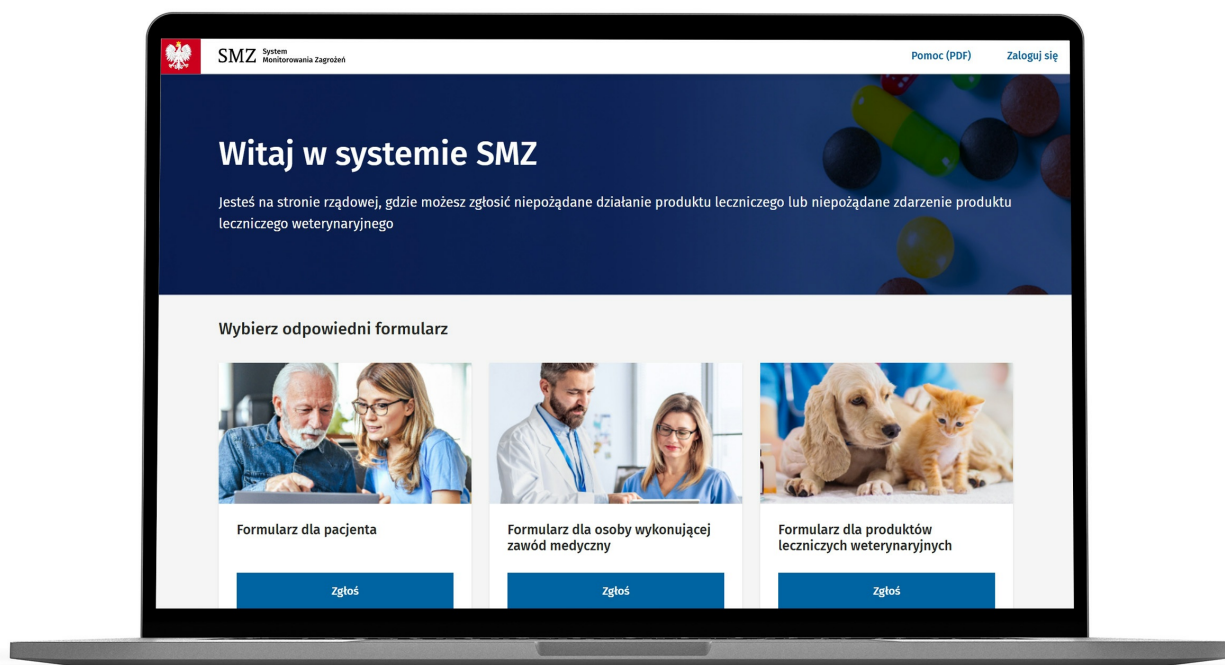 SMZ System
Monitorowania Zagrożeń
Pomoc (PDF)
Zaloguj się
Witaj w systemie SMZ
Jesteś na stronie rządowej, gdzie możesz zgłosić niepożądane działanie produktu leczniczego lub niepożądane zdarzenie produktu
leczniczego weterynaryjnego
Wybierz odpowiedni formularz
Formularz dla pacjenta
Zgłoś
Formularz dla osoby wykonującej
zawód medyczny
Zgłoś
Formularz dla produktów
leczniczych weterynaryjnych
Zgłoś